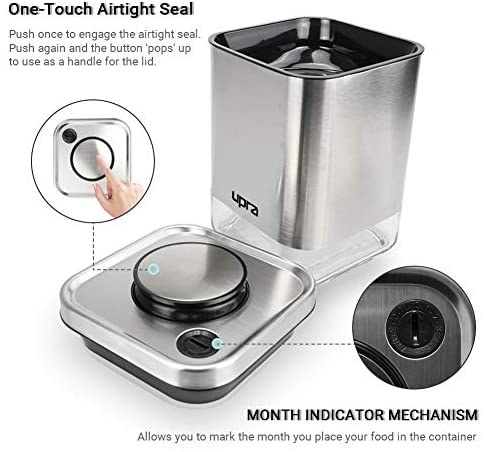 One-Touch Airtight Seal
Push once to engage the airtight seal.
Push again and the button 'pops' up
to use as a handle for the lid.
upra
MONTH INDICATOR MECHANISM
Allows you to mark the month you place your food in the container